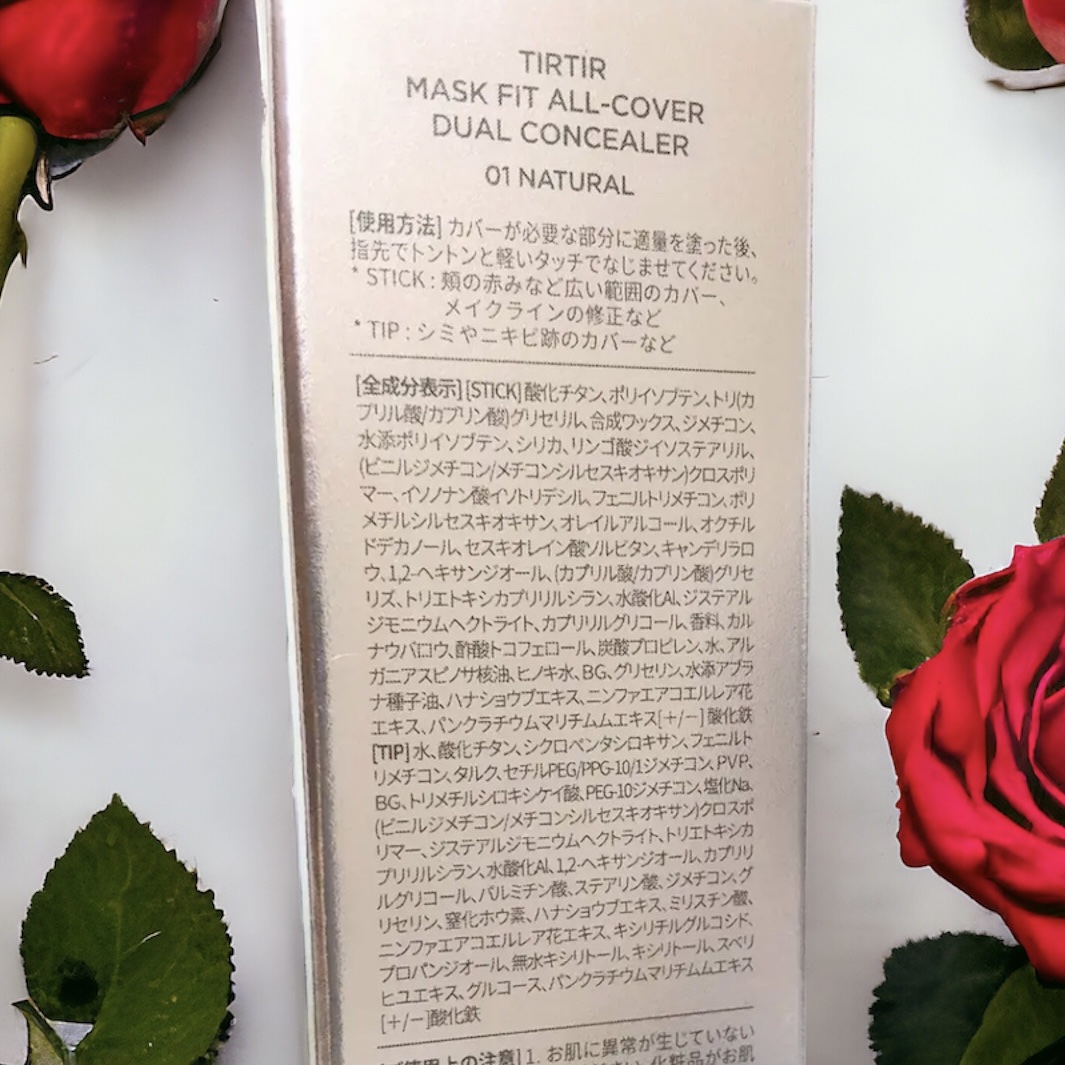 TIRTIR
MASK FIT ALL-COVER
DUAL CONCEALER
01 NATURAL
[使用方法] カバーが必要な部分に適量を塗った後、
指先でトントンと軽いタッチでなじませてください。
* STICK : 頬の赤みなど広い範囲のカバー、
メイクラインの修正など
* TIP : シミやニキビ跡のカバーなど
[全成分表示] [STICK] 酸化チタン、ポリイソブテン、トリ(カ
プリル酸/カプリン酸)グリセリル、合成ワックス、ジメチコン、
水添ポリイソブテン、シリカ、リンゴ酸ジイソステアリル、
(ビニルジメチコン/メチコンシルセスキオキサン)クロスポリ
マー、イソノナン酸イソトリデシル、フェニルトリメチコン、ポリ
メチルシルセスキオキサン、オレイルアルコール、オクチル
ドデカノール、セスキオレイン酸ソルビタン、キャンデリラロ
ウ、1,2-ヘキサンジオール、(カプリル酸/カプリン酸)グリセ
リズ、トリエトキシカプリリルシラン、水酸化Al、ジステアル
ジモニウムヘクトライト、カプリリルグリコール、香料、カル
ナウバロウ、酢酸トコフェロール、炭酸プロピレン、水、アル
ガニアスピノサ核油、ヒノキ水、BG、グリセリン、水添アブラ
ナ種子油、ハナショウブエキス、ニンファエアコエルレア花
エキス、パンクラチウムマリチムムエキス[+/−] 酸化鉄
[TIP] 水、酸化チタン、シクロペンタシロキサン、フェニルト
リメチコン、タルク、セチルPEG/PPG-10/1ジメチコン、PVP、
BG、トリメチルシロキシケイ酸、PEG-10ジメチコン、塩化Na、
(ビニルジメチコン/メチコンシルセスキオキサン)クロスポ
リマー、ジステアルジモニウムヘクトライト、トリエトキシカ
プリリルシラン、水酸化Al、1,2-ヘキサンジオール、カプリリ
ルグリコール、パルミチン酸、ステアリン酸、ジメチコン、グ
リセリン、窒化ホウ素、ハナショウブエキス、ミリスチン酸、
ニンファエアコエルレア花エキス、キシリチルグルコシド、
プロパンジオール、無水キシリトール、キシリトール、スベリ
ヒユエキス、グルコース、パンクラチウムマリチムムエキス
[+/−]酸化鉄
使用上の注意] 1. お肌に異常が生じていない
化粧品がお肌